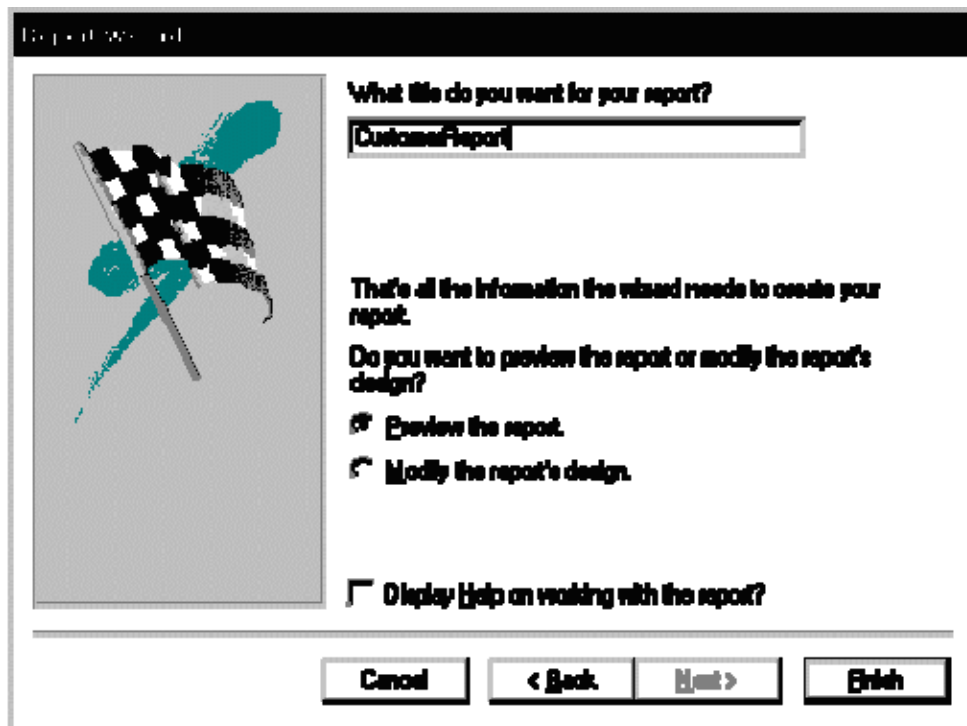 Report Wizard
What title do you want for your report?
CustomerReport
That's all the information the wizard needs to create your
report.
Do you want to preview the report or modify the report's
design?
Preview the report.
Modify the report's design.
Display Help on working with the report?
Cancel
< Back
Next >
Finish